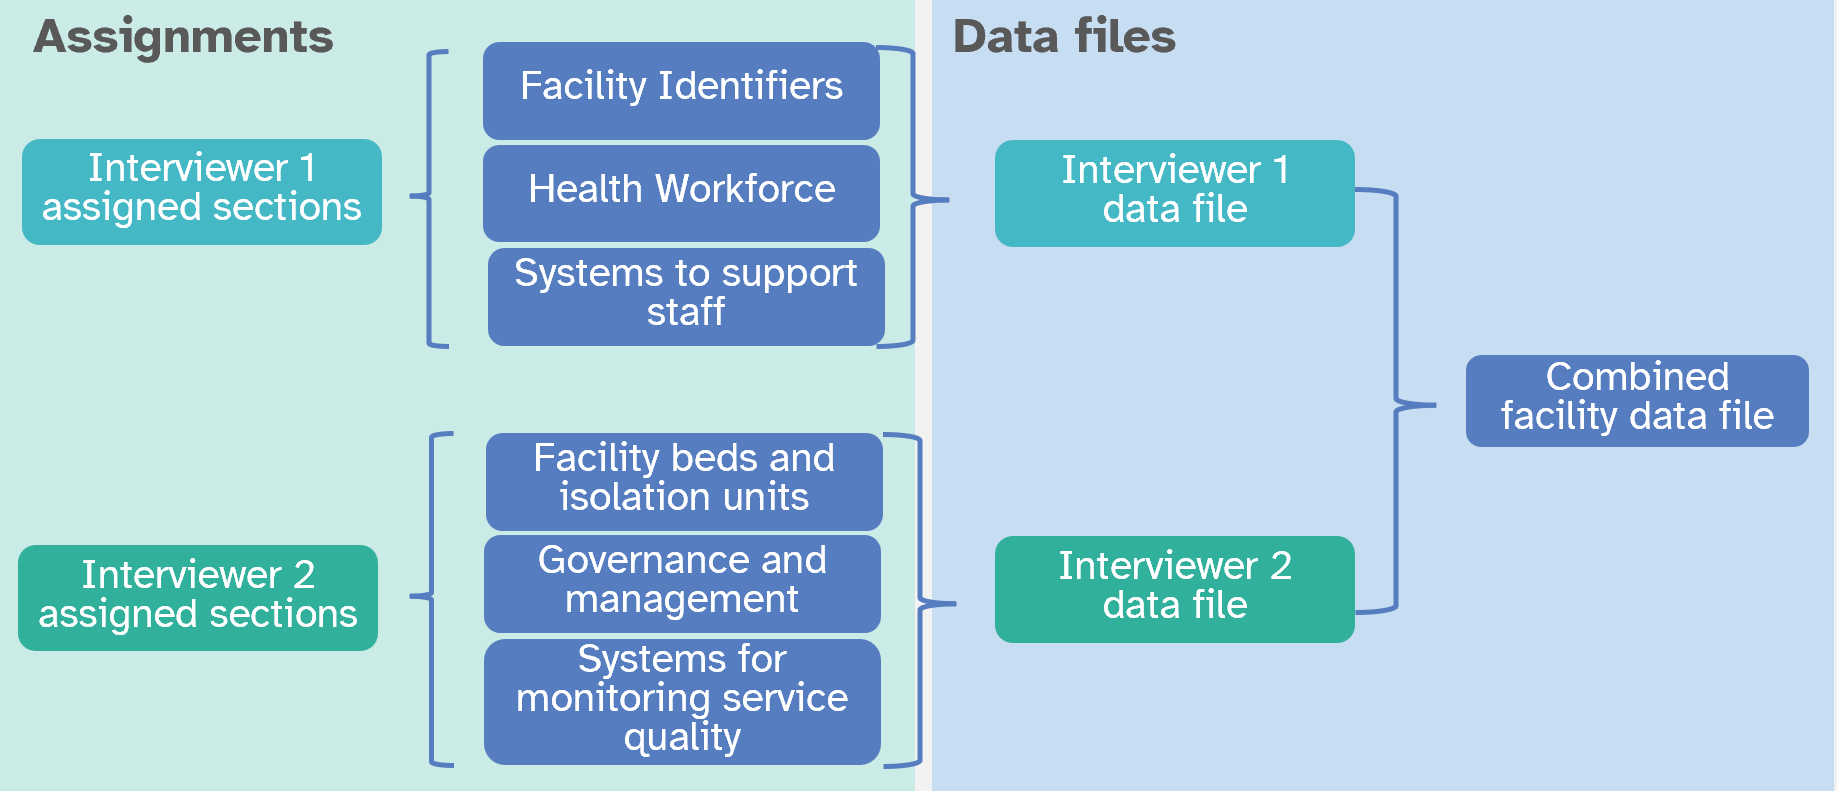 Assignments
Interviewer 1
assigned sections
Facility Identifiers
Health Workforce
Systems to support
staff
Interviewer 2
assigned sections
Facility beds and
isolation units
Governance and
management
Systems for
monitoring service
quality
Data files
Interviewer 1
data file
Interviewer 2
data file
Combined
facility data file